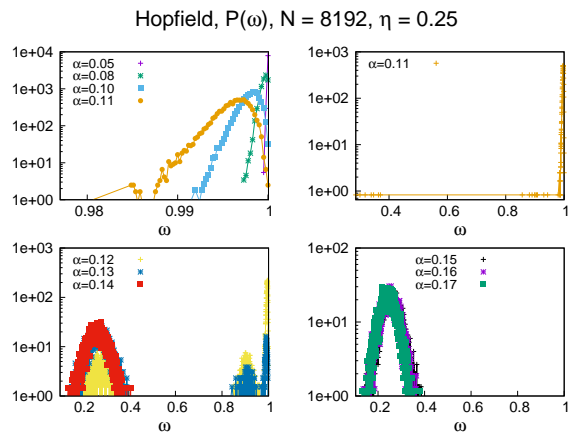 Hopfield, P(ω), N = 8192, η = 0.25
1e+04
1e+03
1e+02
1e+01
1e+00
0.98
0.99
1
ω
α=0.05
α=0.08
α=0.10
α=0.11
1e+03
1e+02
1e+01
1e+00
0.4
0.6
0.8
1
ω
α=0.11
1e+03
1e+02
1e+01
1e+00
0.2
0.4
0.6
0.8
1
ω
α=0.12
α=0.13
α=0.14
1e+02
1e+01
1e+00
0.2
0.4
0.6
0.8
1
ω
α=0.15
α=0.16
α=0.17